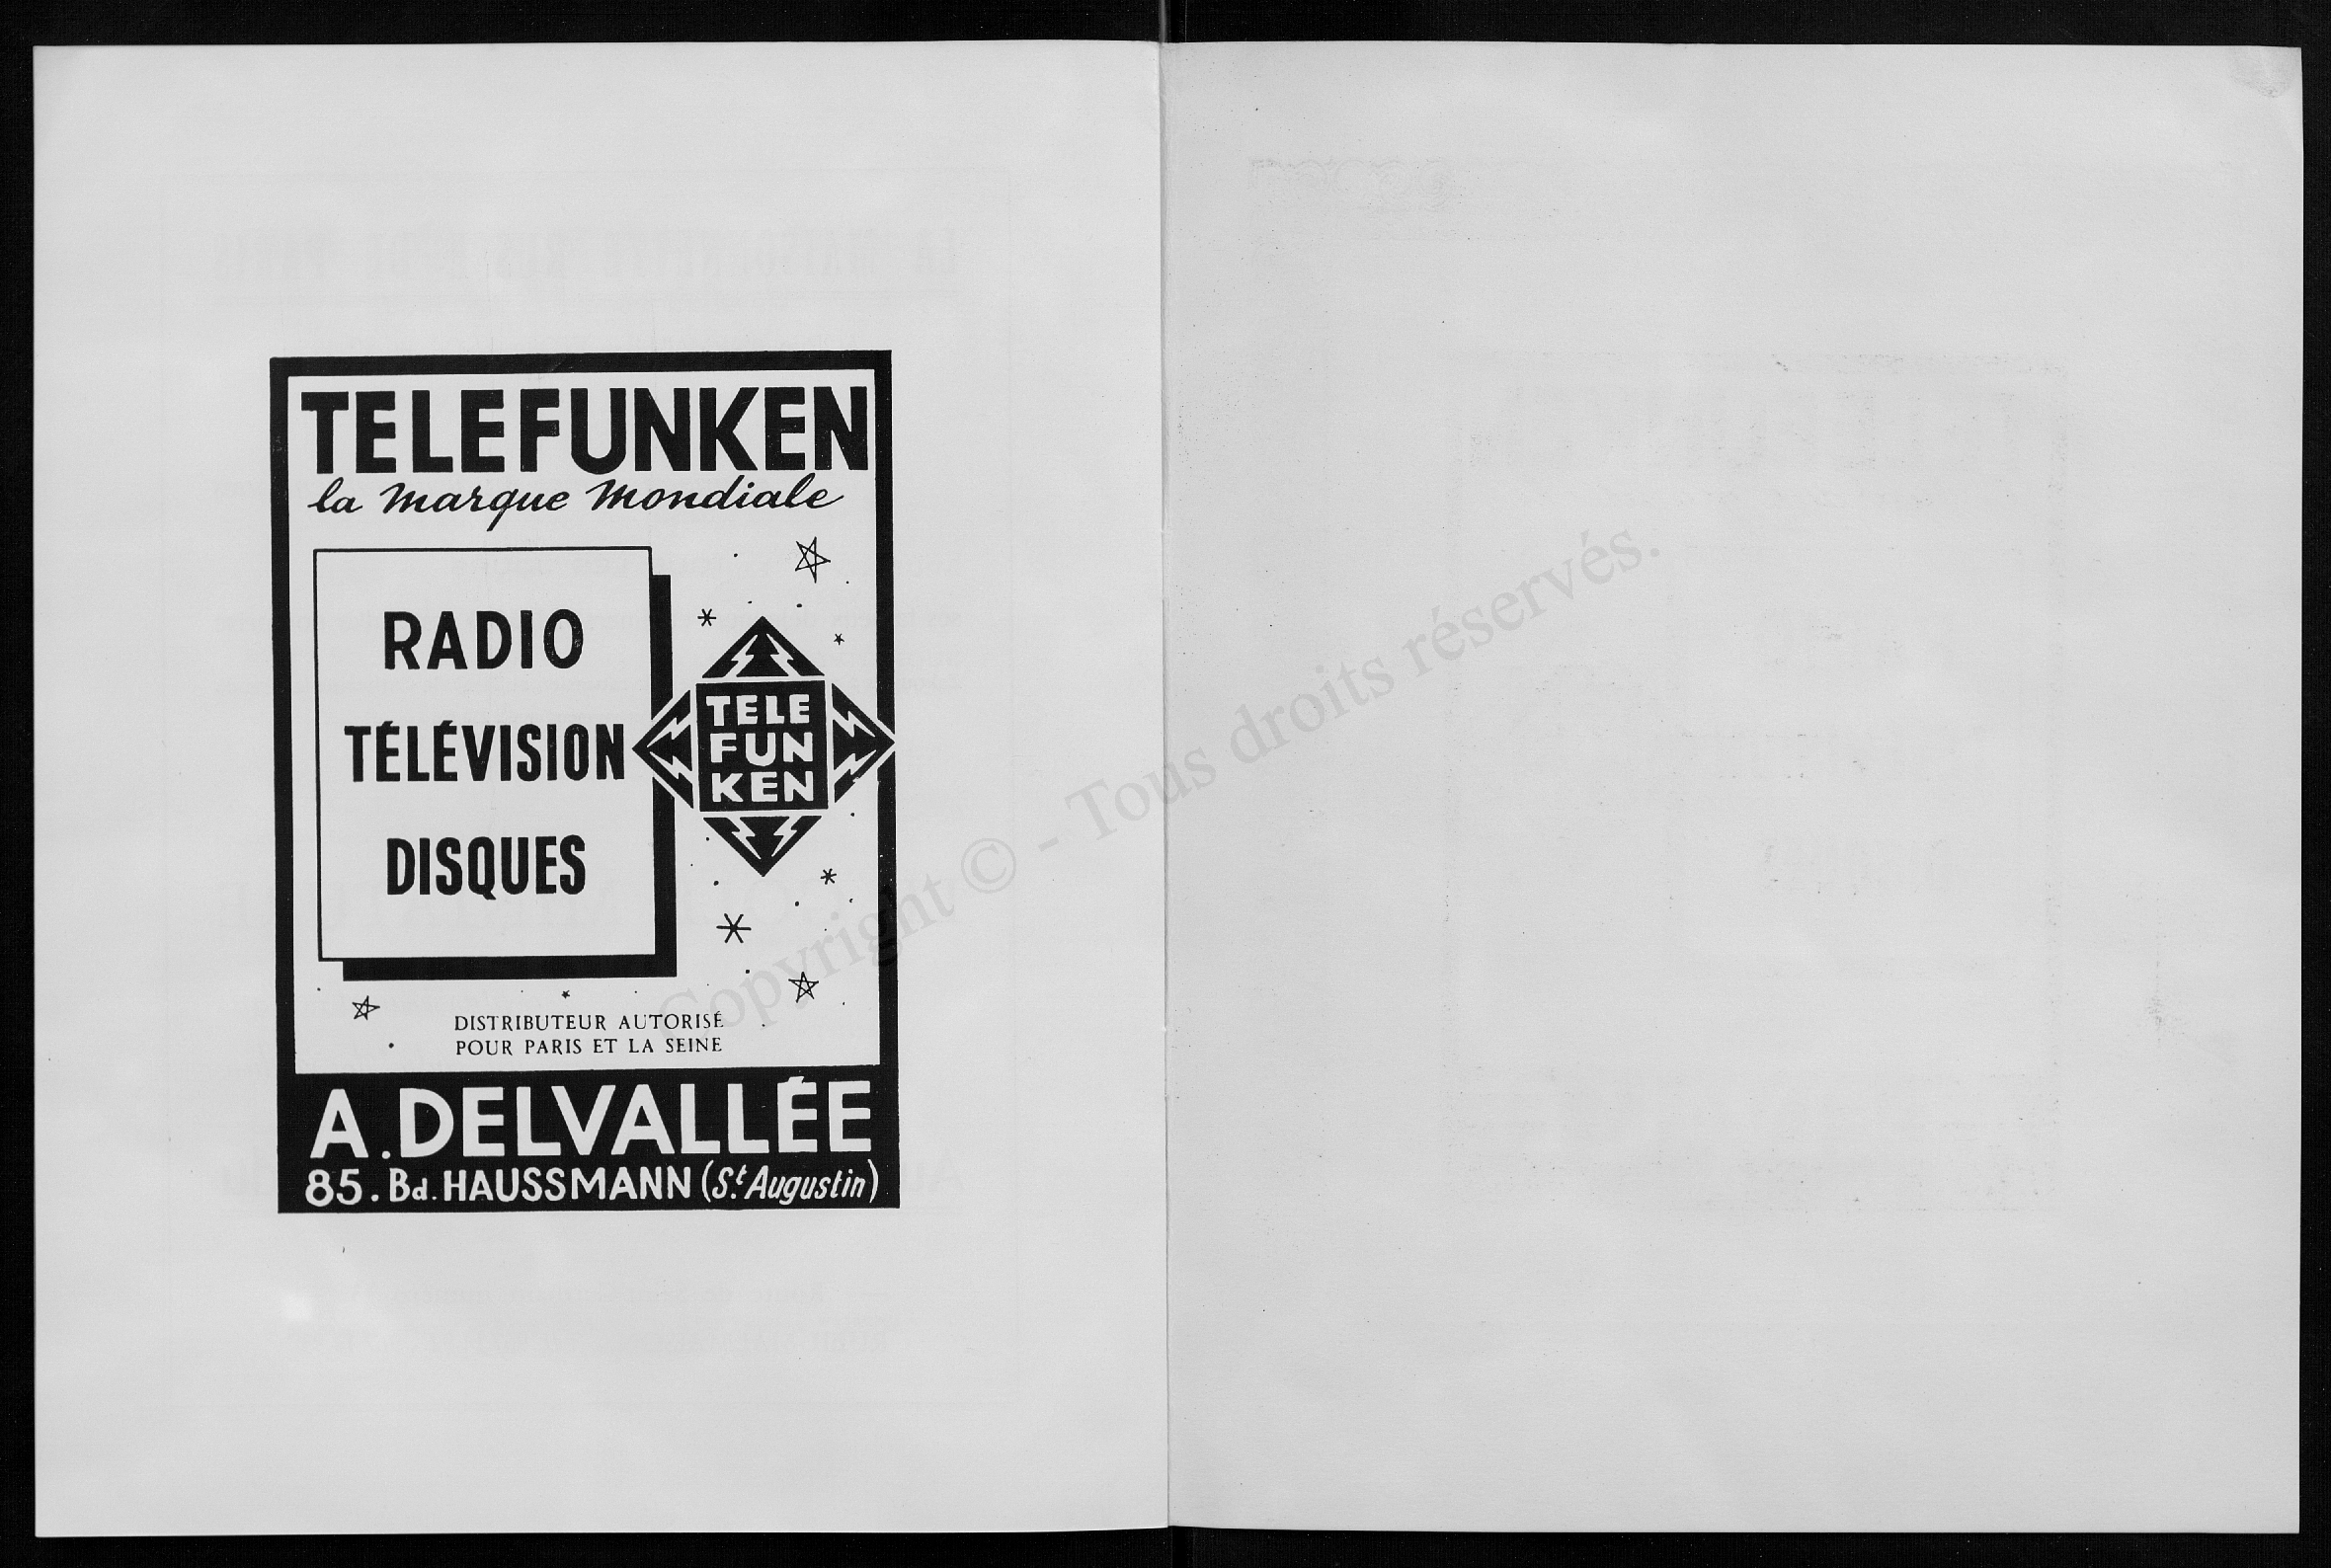 TELEFUNKEN
la Marque Mondiale
RADIO
TÉLÉVISION
DISQUES
TELE
FUN
KEN
DISTRIBUTEUR AUTORISÉ
POUR PARIS ET LA SEINE
A. DELVALLÉE
85. Bd. HAUSSMANN (St. Augustin)
Copyright © - Tous droits réservés.